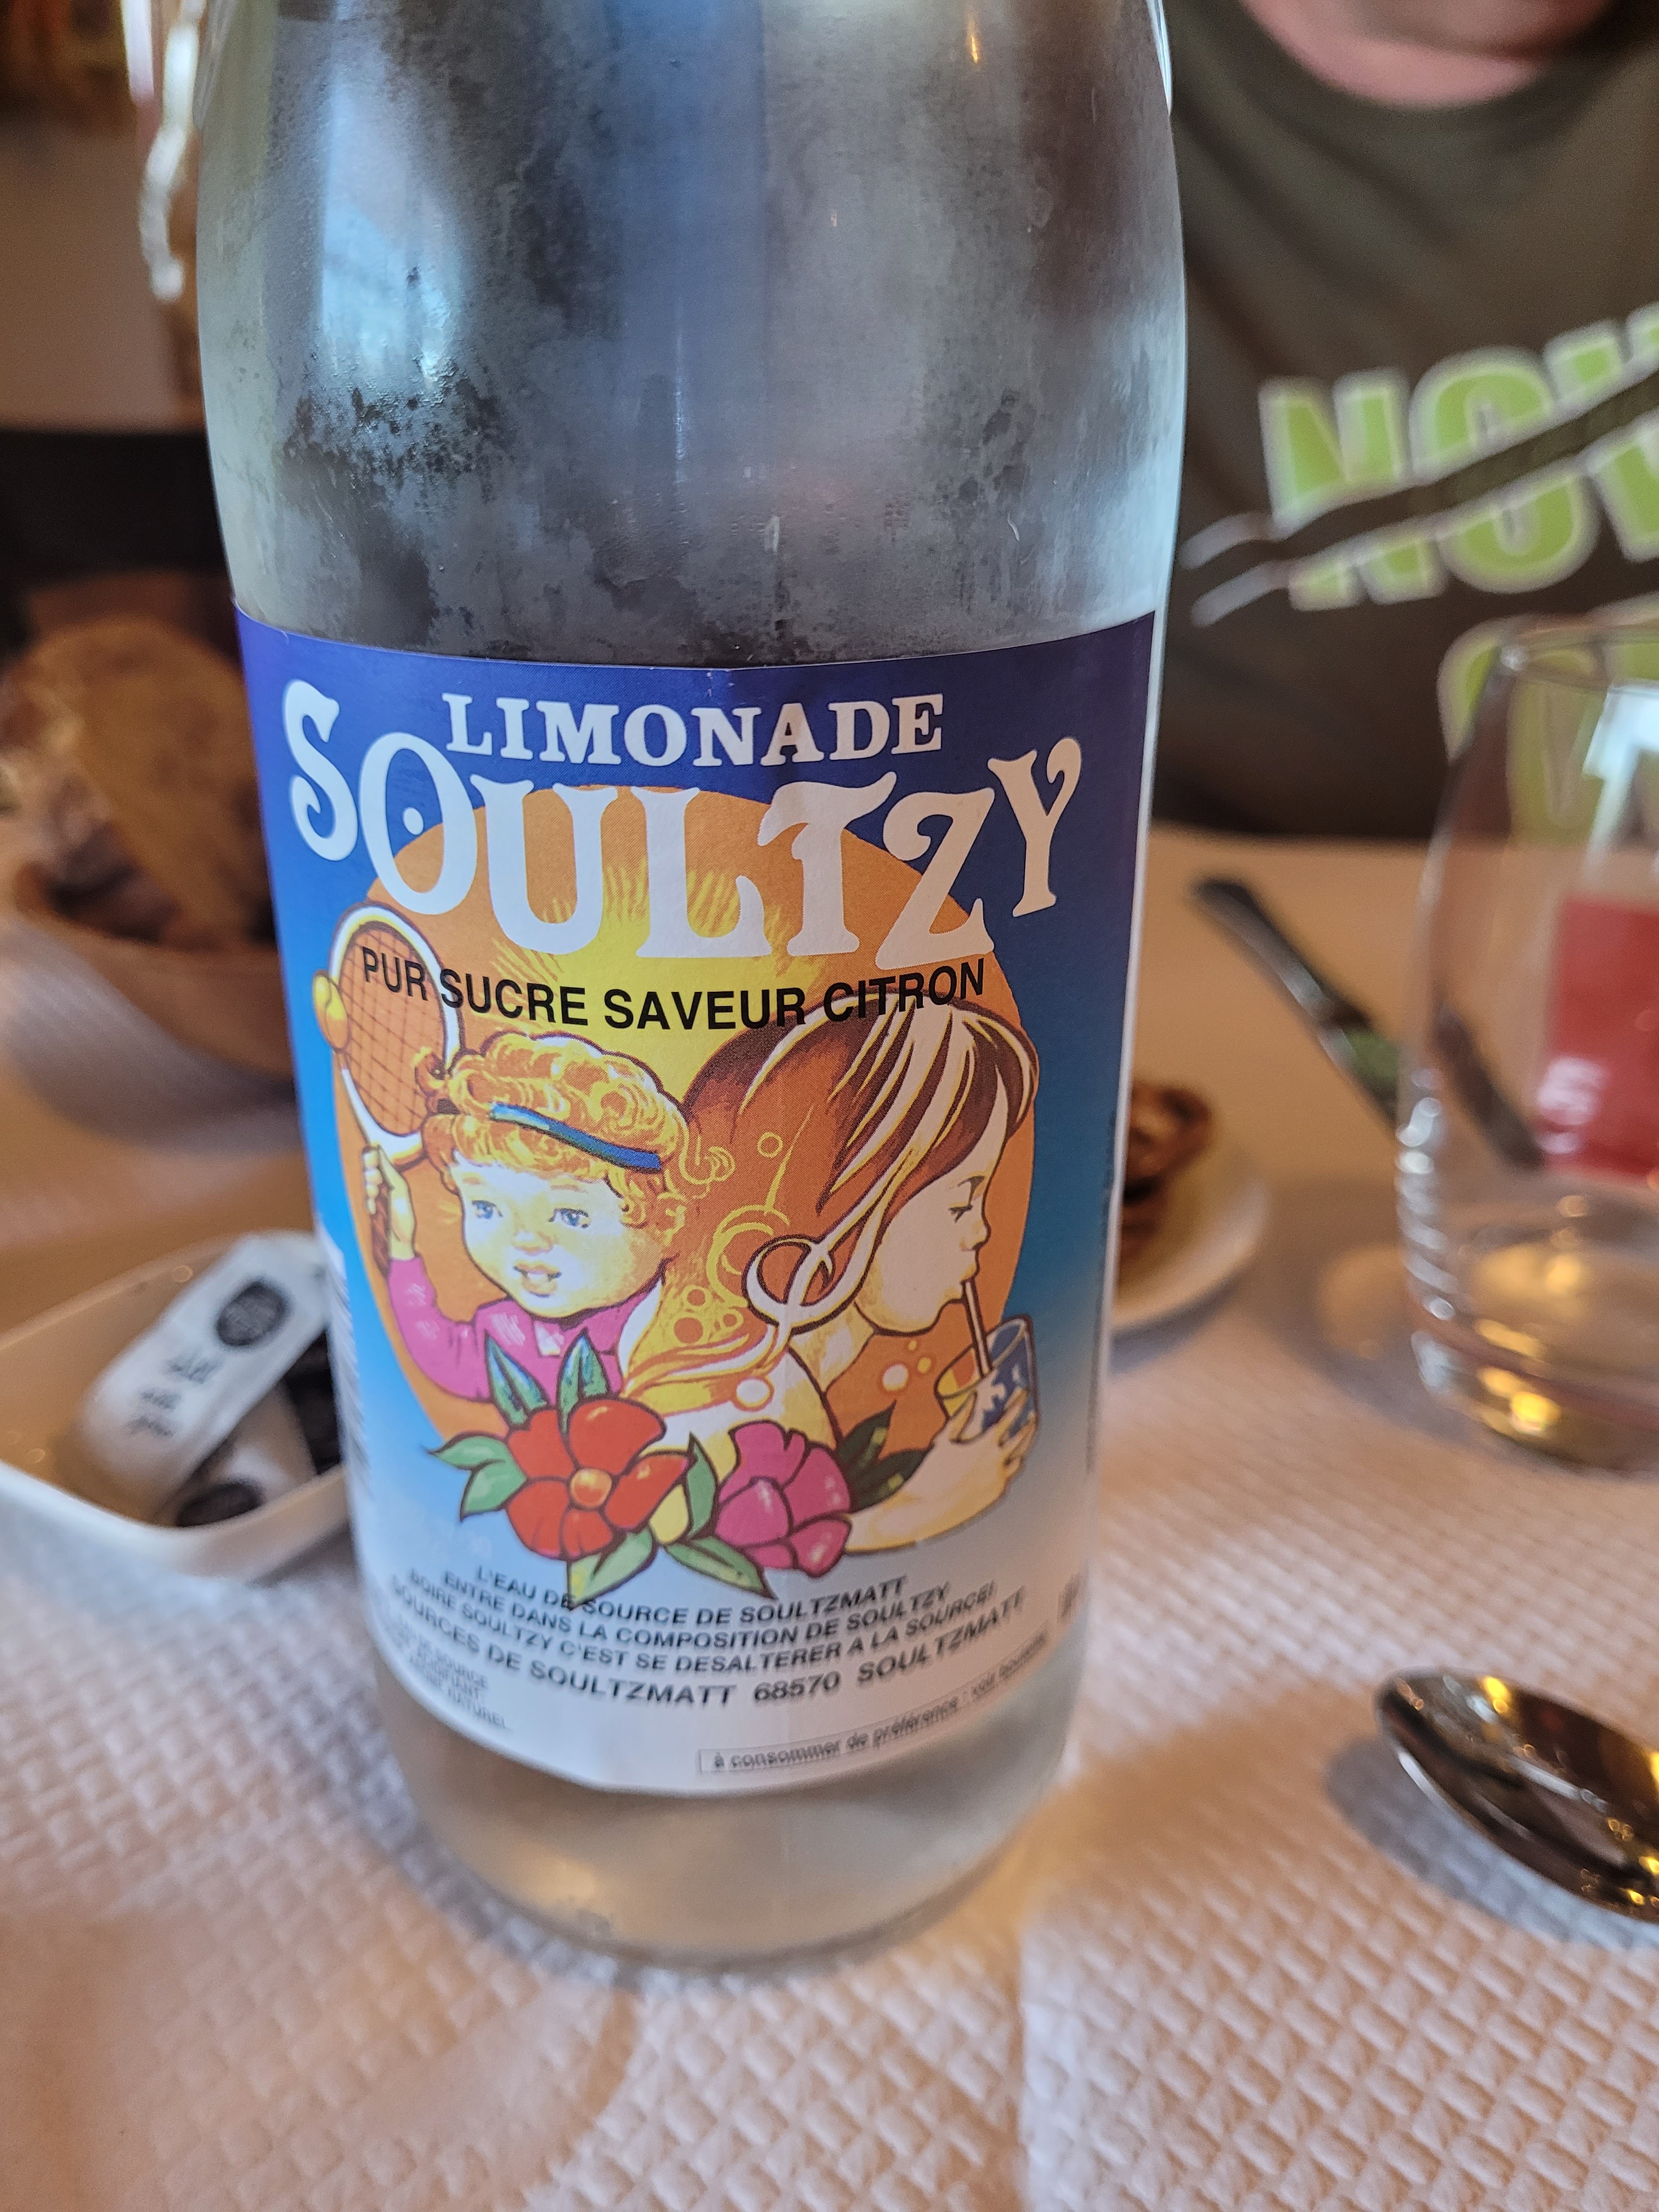 LIMONADE
SOULTZY
PUR SUCRE SAVEUR CITRON
L'EAU DE SOURCE DE SOULTZMATT
ENTRE DANS LA COMPOSITION DE SOULTZY
BOIRE SOULTZY C'EST SE DESALTERER A LA SOURCE!
SOURCES DE SOULTZMATT 68570 SOULTZMATT
à consommer de préférence :